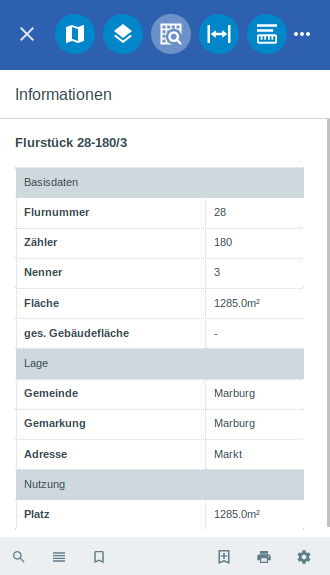 Informationen
Flurstück 28-180/3
Basisdaten
Flurnummer 28
Zähler 180
Nenner 3
Fläche 1285.0m²
ges. Gebäudefläche -
Lage
Gemeinde Marburg
Gemarkung Marburg
Adresse Markt
Nutzung
Platz 1285.0m²